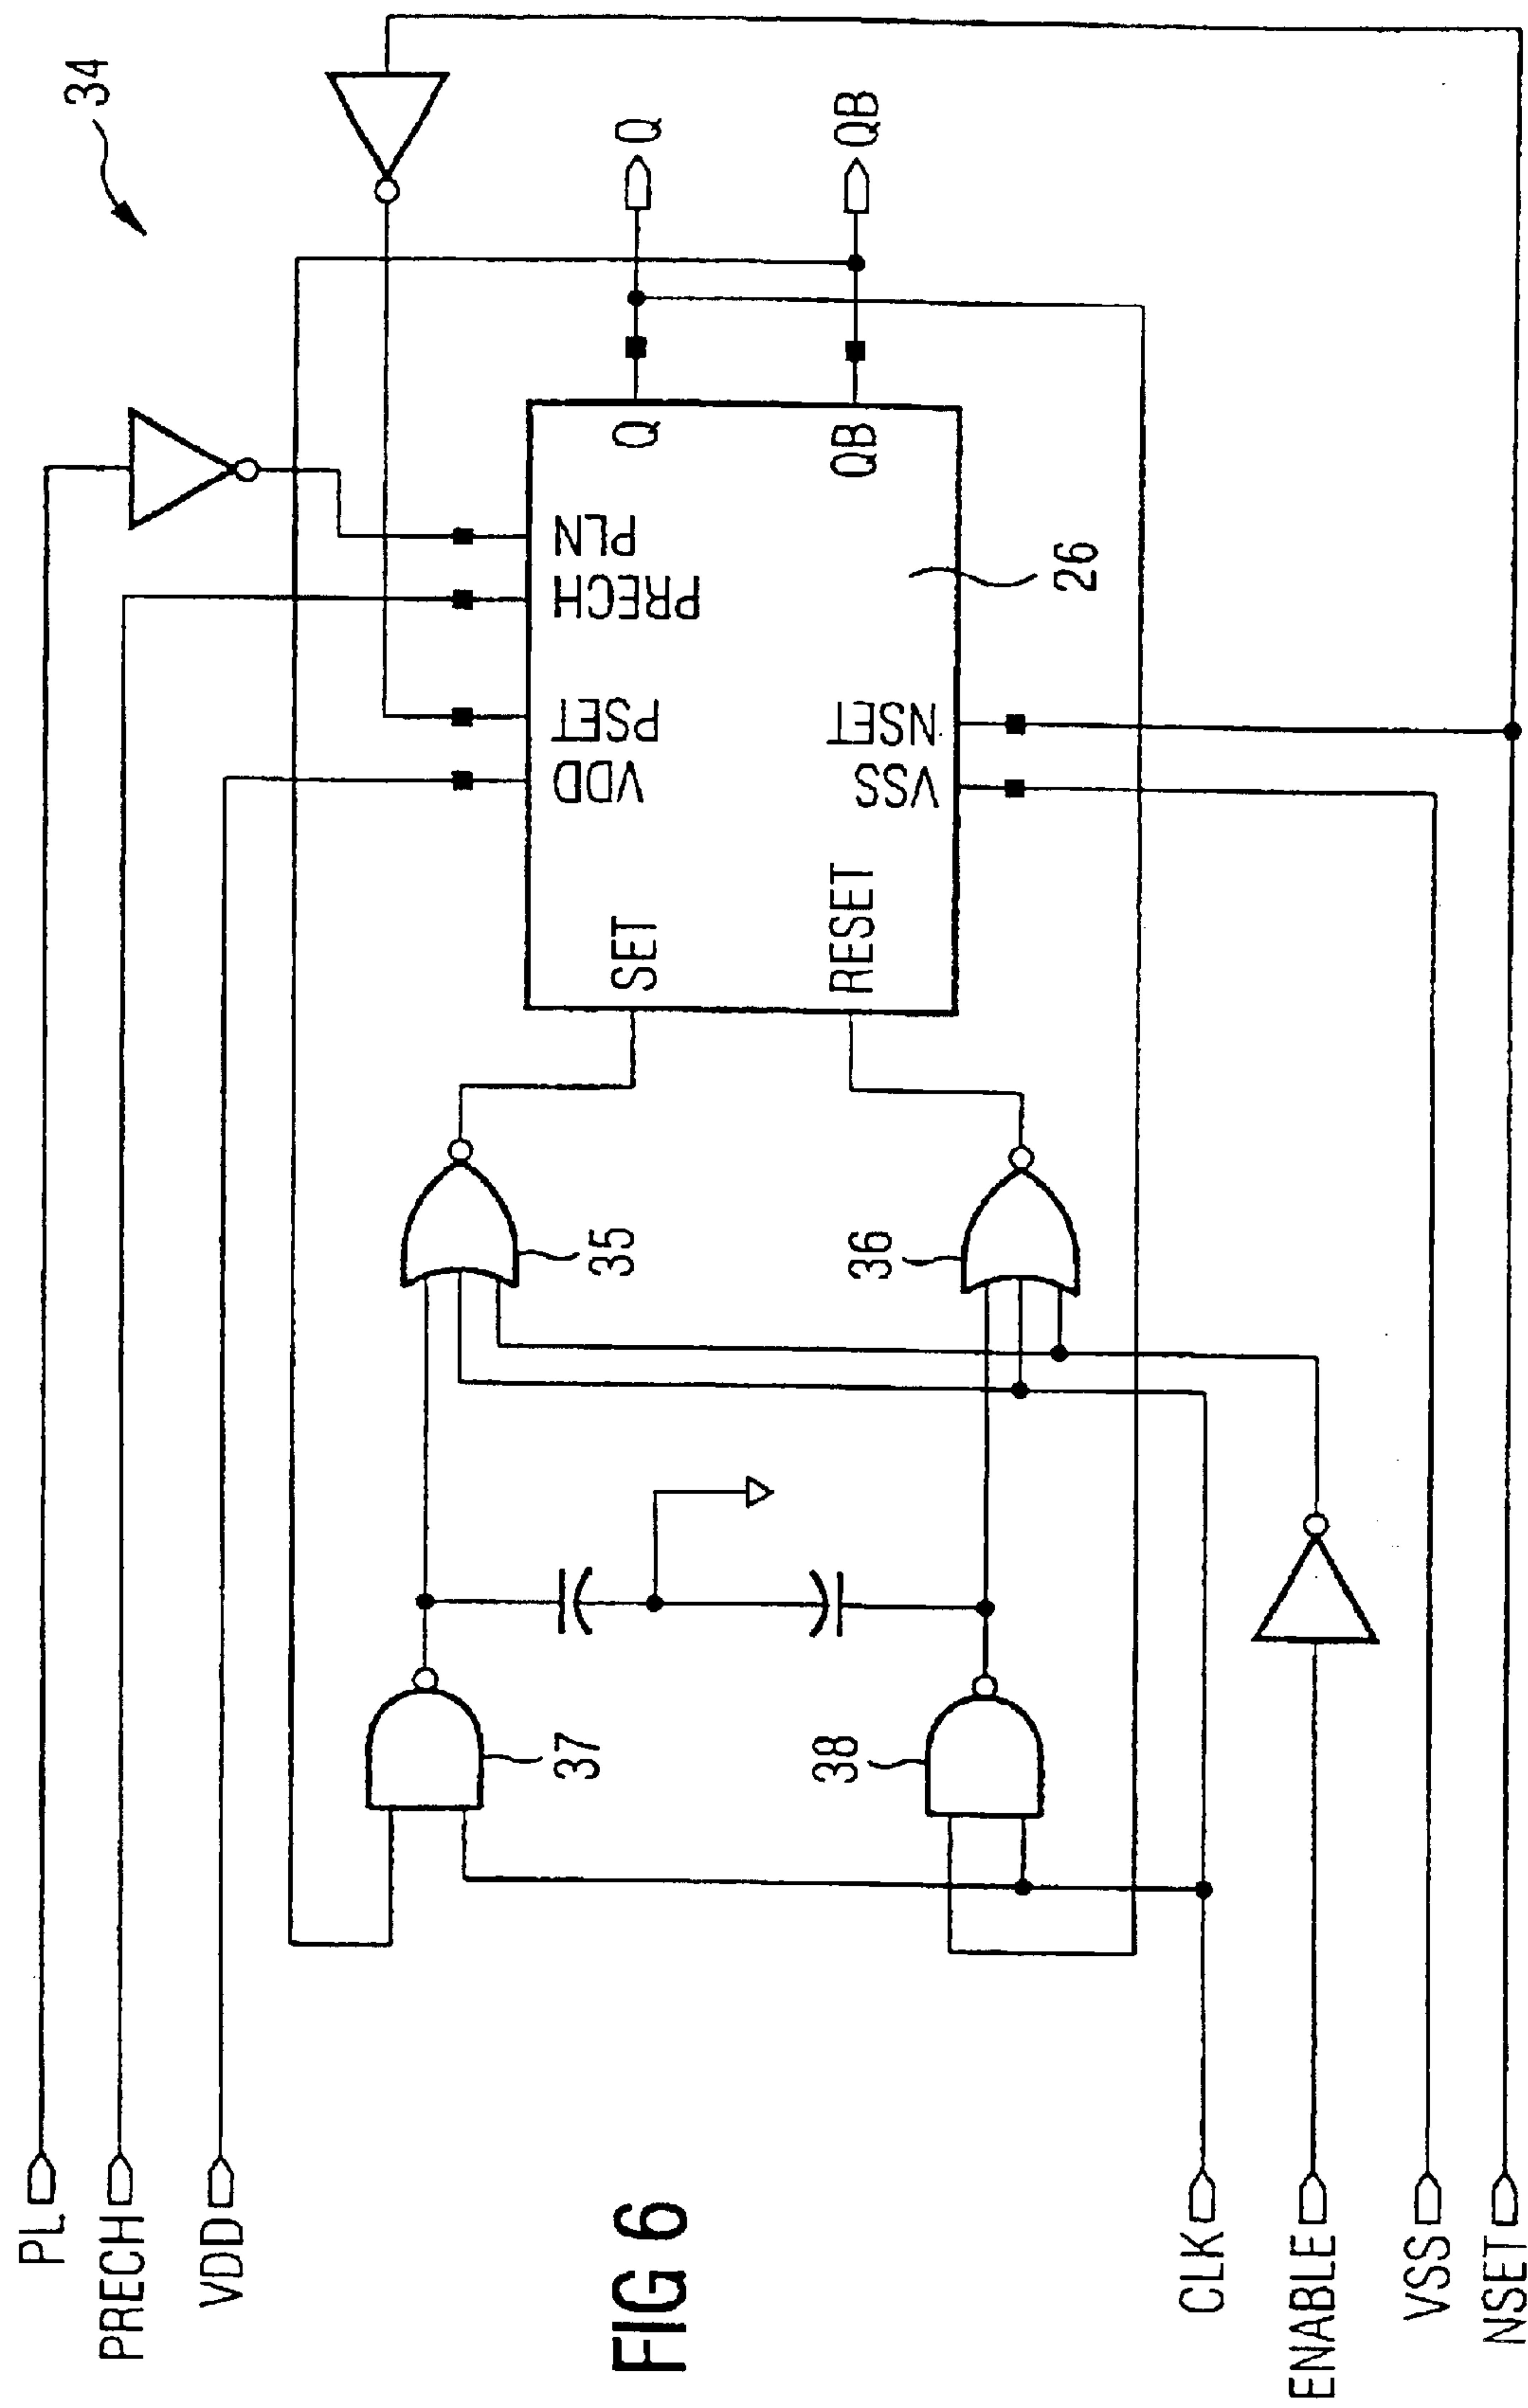 34
PL
PRECH
VDD
PLN
PRECH
PSET
VDD
Q
Q
QB
QB
SET
RESET
NSET
VSS
26
35
36
37
38
CLK
ENABLE
VSS
NSET
FIG 6